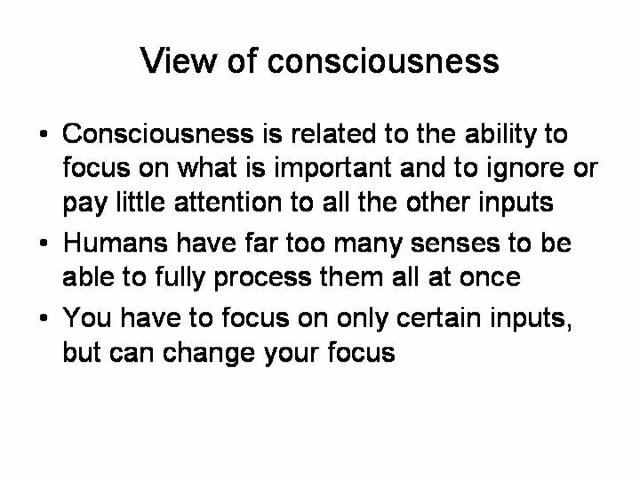 View of consciousness
• Consciousness is related to the ability to
focus on what is important and to ignore or
pay little attention to all the other inputs
• Humans have far too many senses to be
able to fully process them all at once
• You have to focus on only certain inputs,
but can change your focus